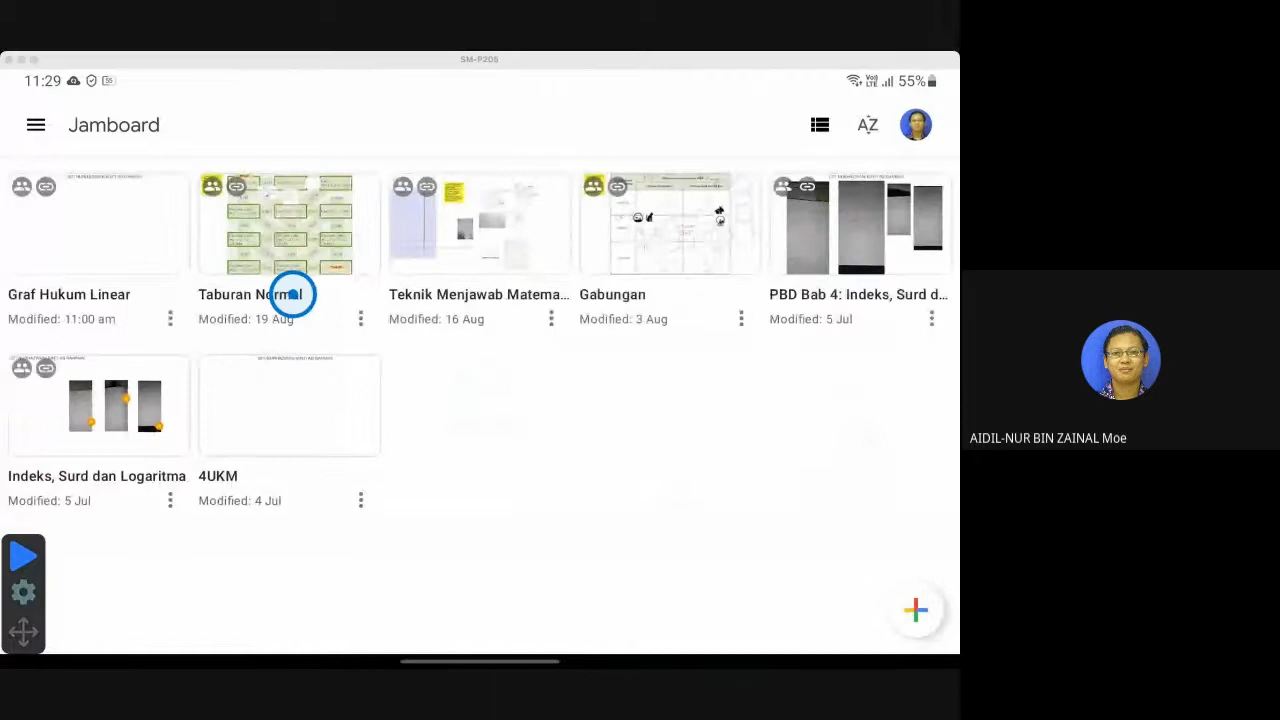 SM-P205
11:29
55%
Jamboard
AZ
Graf Hukum Linear
Modified: 11:00 am
Taburan Normal
Modified: 19 Aug
Teknik Menjawab Matema...
Modified: 16 Aug
Gabungan
Modified: 3 Aug
PBD Bab 4: Indeks, Surd d...
Modified: 5 Jul
Indeks, Surd dan Logaritma
Modified: 5 Jul
4UKM
Modified: 4 Jul
AIDIL-NUR BIN ZAINAL Moe